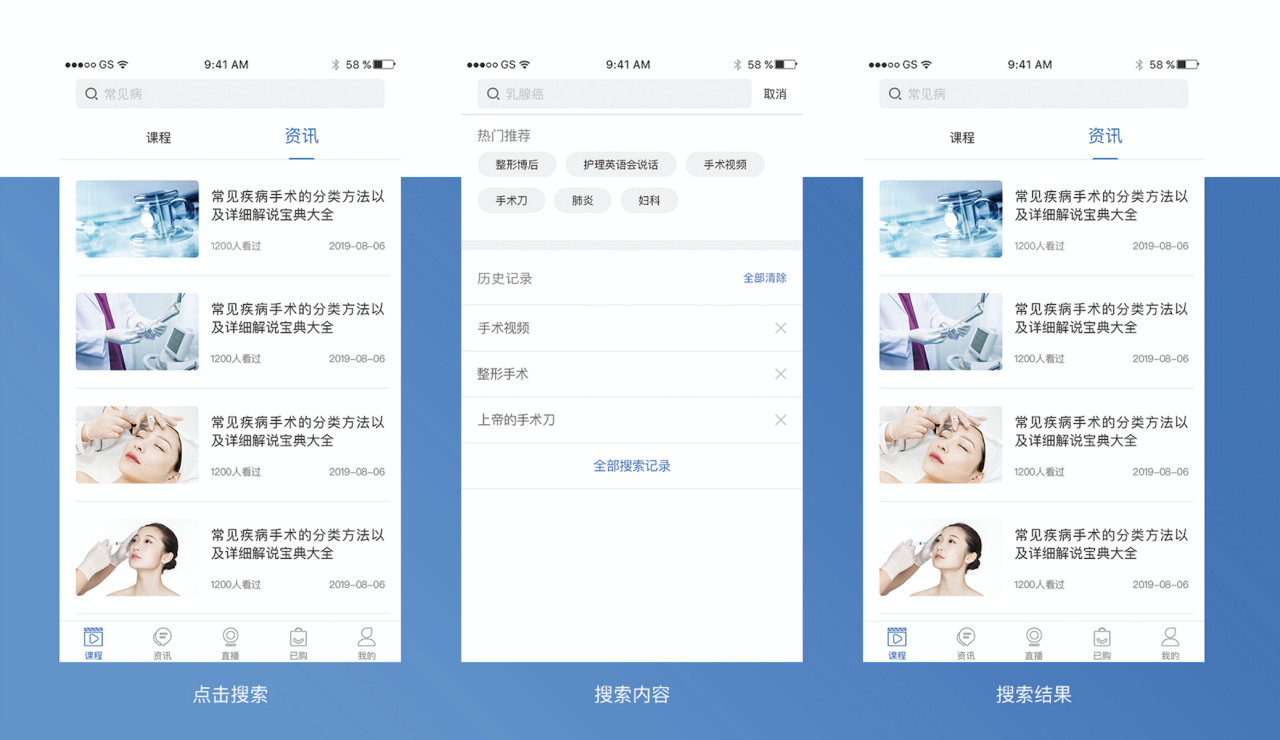 GS 9:41 AM 58 %
常见病
课程 资讯
常见疾病手术的分类方法以
及详细解说宝典大全
1200人看过 2019-08-06
常见疾病手术的分类方法以
及详细解说宝典大全
1200人看过 2019-08-06
常见疾病手术的分类方法以
及详细解说宝典大全
1200人看过 2019-08-06
常见疾病手术的分类方法以
及详细解说宝典大全
1200人看过 2019-08-06
课程 资讯 直播 已购 我的
点击搜索
GS 9:41 AM 58 %
乳腺癌 取消
热门推荐
整形博后 护理英语会说话 手术视频
手术刀 肺炎 妇科
历史记录 全部清除
手术视频
整形手术
上帝的手术刀
全部搜索记录
搜索内容
GS 9:41 AM 58 %
常见病
课程 资讯
常见疾病手术的分类方法以
及详细解说宝典大全
1200人看过 2019-08-06
常见疾病手术的分类方法以
及详细解说宝典大全
1200人看过 2019-08-06
常见疾病手术的分类方法以
及详细解说宝典大全
1200人看过 2019-08-06
常见疾病手术的分类方法以
及详细解说宝典大全
1200人看过 2019-08-06
课程 资讯 直播 已购 我的
搜索结果